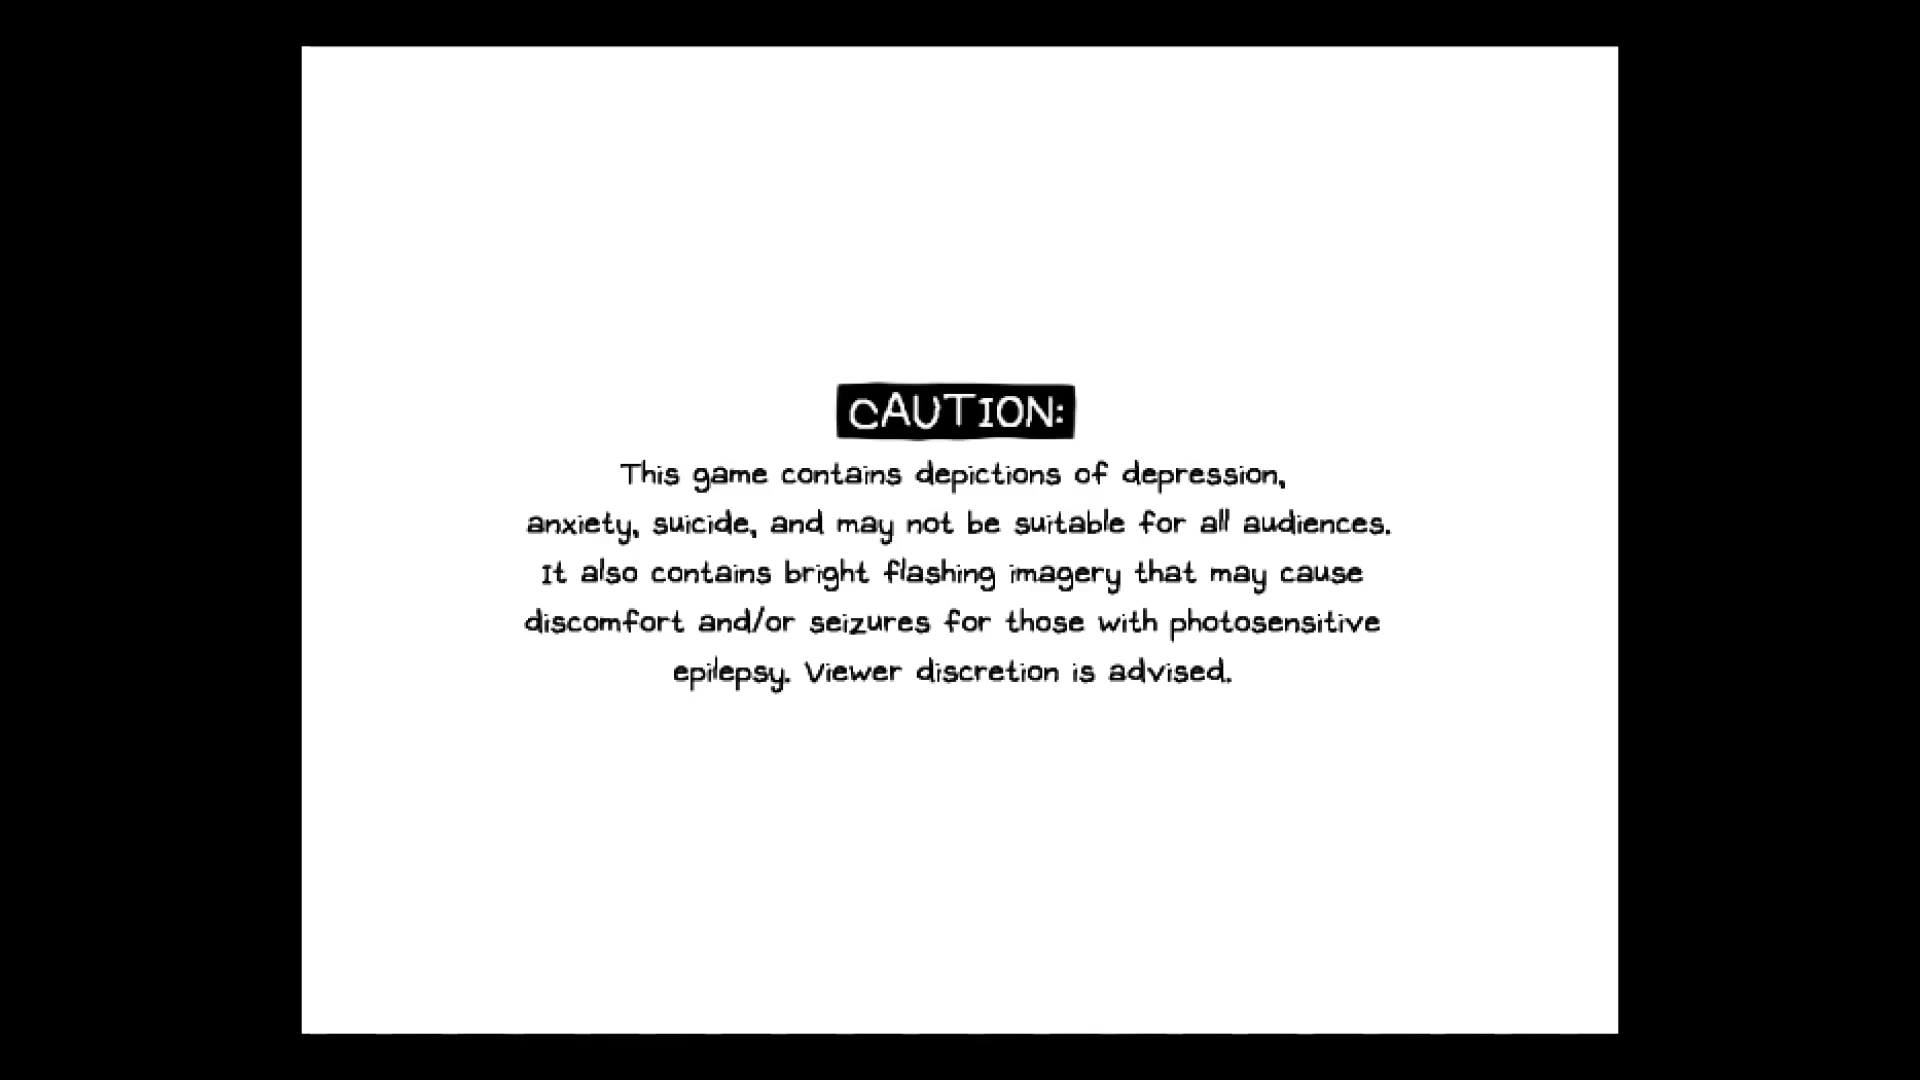 CAUTION:
This game contains depictions of depression,
anxiety, suicide, and may not be suitable for all audiences.
It also contains bright flashing imagery that may cause
discomfort and/or seizures for those with photosensitive
epilepsy. Viewer discretion is advised.